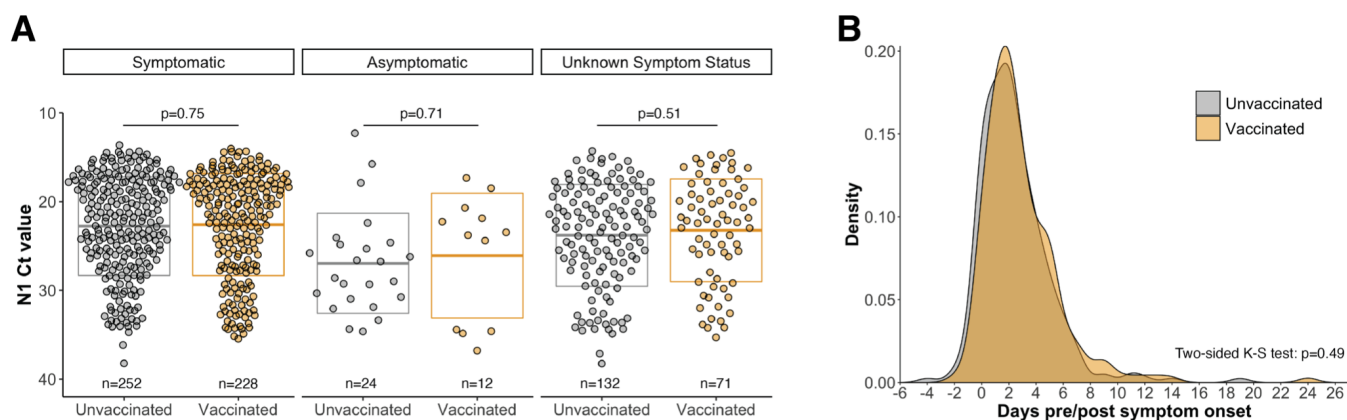 A
Symptomatic
Asymptomatic
Unknown Symptom Status
N1 Ct value
10
20
30
40
p=0.75
p=0.71
p=0.51
n=252
n=228
n=24
n=12
n=132
n=71
Unvaccinated
Vaccinated
Unvaccinated
Vaccinated
Unvaccinated
Vaccinated
B
Density
0.20
0.15
0.10
0.05
0.00
Unvaccinated
Vaccinated
Two-sided K-S test: p=0.49
-6 -4 -2 0 2 4 6 8 10 12 14 16 18 20 22 24 26
Days pre/post symptom onset